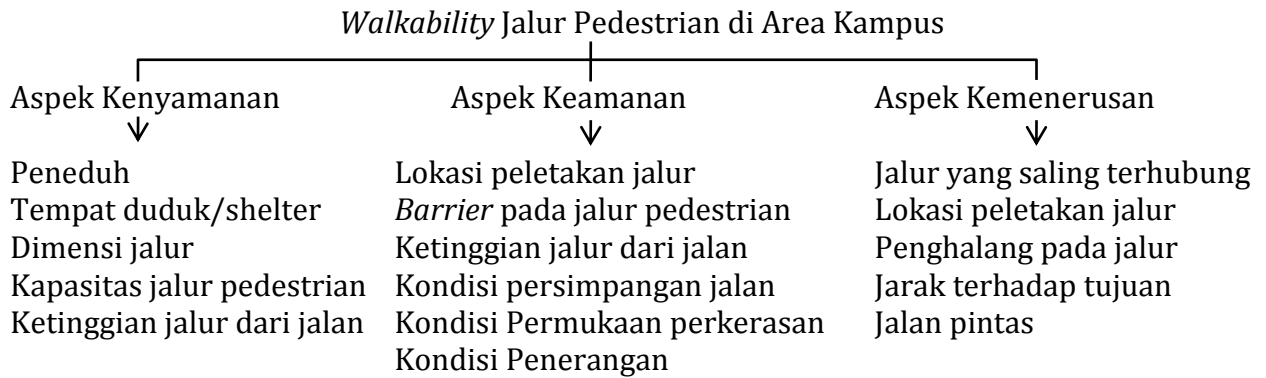 Walkability Jalur Pedestrian di Area Kampus
Aspek Kenyamanan
Peneduh
Tempat duduk/shelter
Dimensi jalur
Kapasitas jalur pedestrian
Ketinggian jalur dari jalan
Aspek Keamanan
Lokasi peletakan jalur
Barrier pada jalur pedestrian
Ketinggian jalur dari jalan
Kondisi persimpangan jalan
Kondisi Permukaan perkerasan
Kondisi Penerangan
Aspek Kemenerusan
Jalur yang saling terhubung
Lokasi peletakan jalur
Penghalang pada jalur
Jarak terhadap tujuan
Jalan pintas